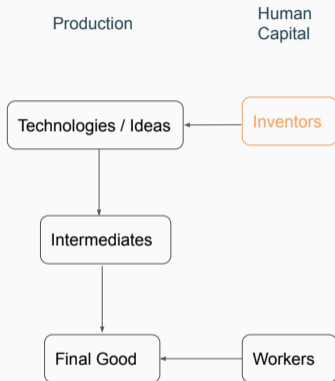 Production
Human
Capital
Technologies / Ideas
Inventors
Intermediates
Final Good
Workers